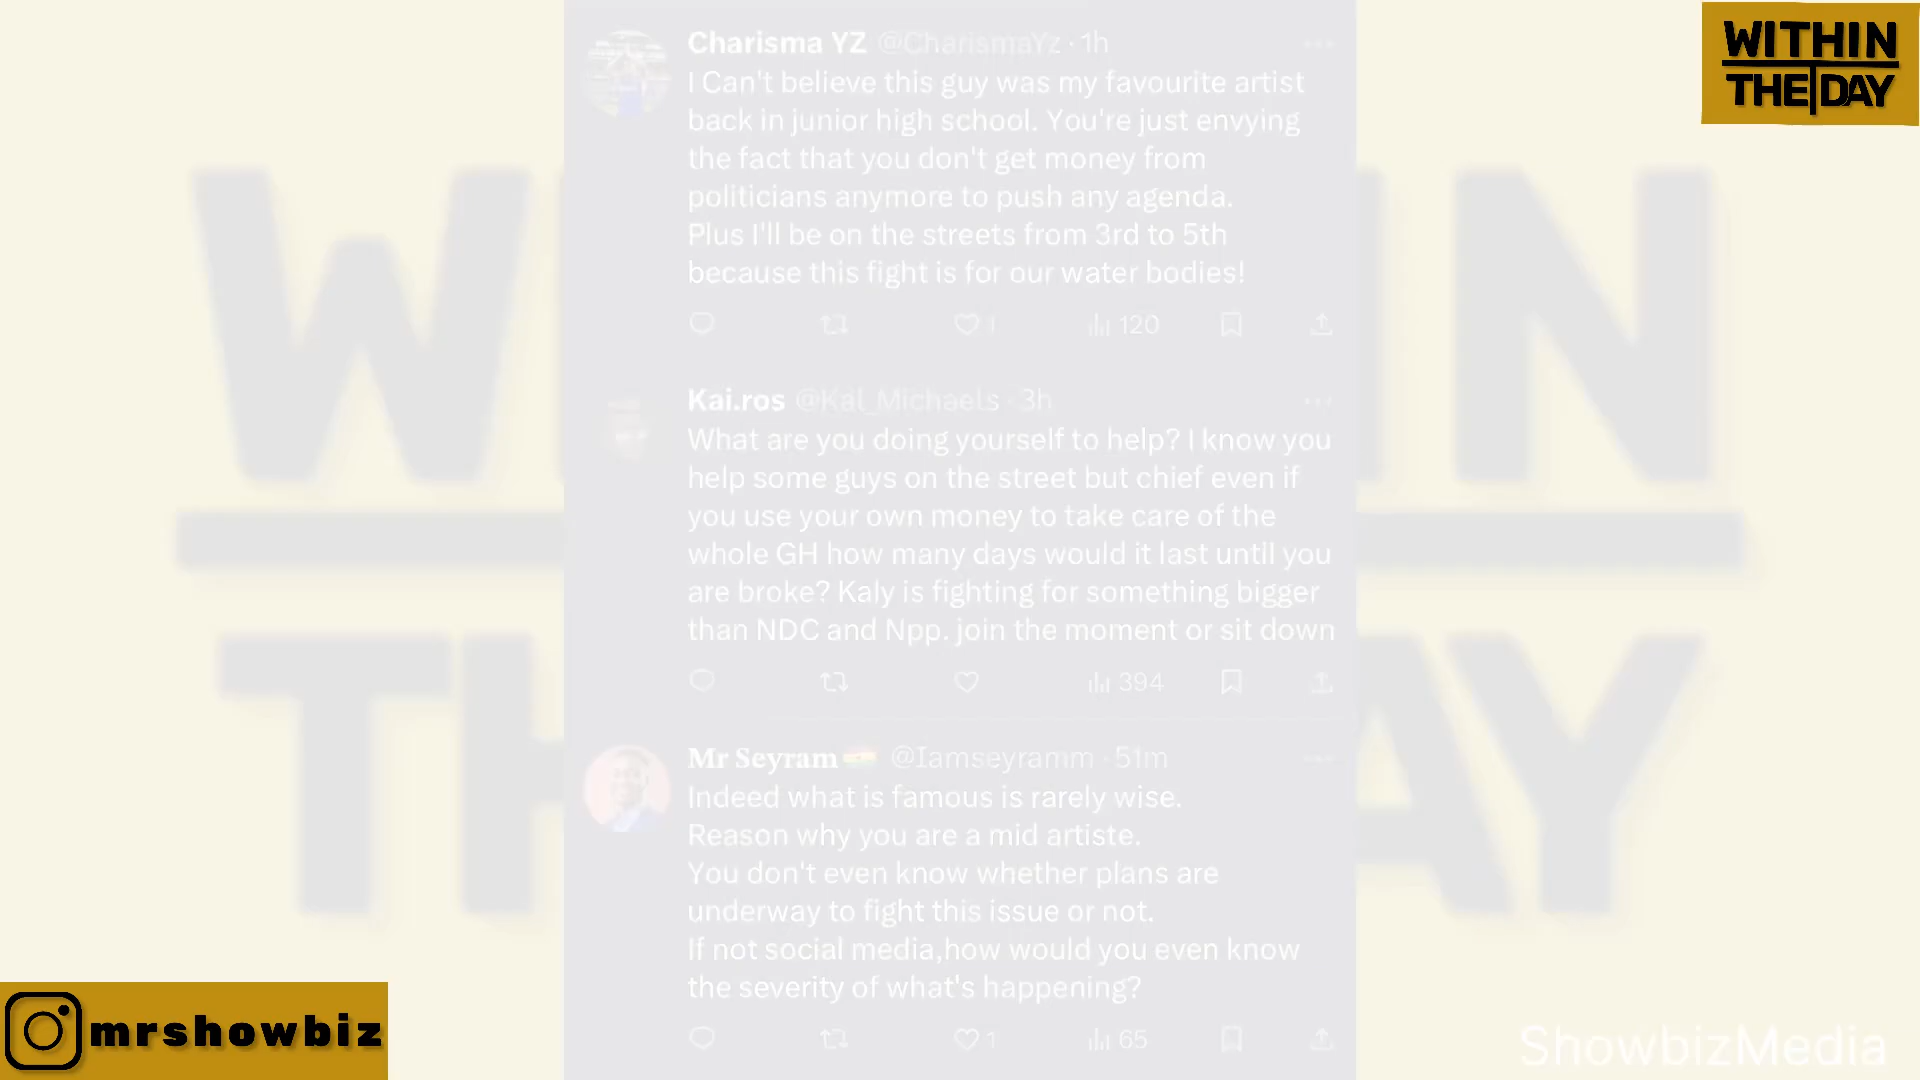 WITHIN
THE DAY
Charisma YZ @CharismaYz · 1h
I Can't believe this guy was my favourite artist
back in junior high school. You're just envying
the fact that you don't get money from
politicians anymore to push any agenda.
Plus I'll be on the streets from 3rd to 5th
because this fight is for our water bodies!
1 120
Kai.ros @Kal_Michaels · 3h
What are you doing yourself to help? I know you
help some guys on the street but chief even if
you use your own money to take care of the
whole GH how many days would it last until you
are broke? Kaly is fighting for something bigger
than NDC and Npp. join the moment or sit down
394
Mr Seyram @Iamseyramm · 51m
Indeed what is famous is rarely wise.
Reason why you are a mid artiste.
You don't even know whether plans are
underway to fight this issue or not.
If not social media,how would you even know
the severity of what's happening?
1 65
mrshowbiz
ShowbizMedia